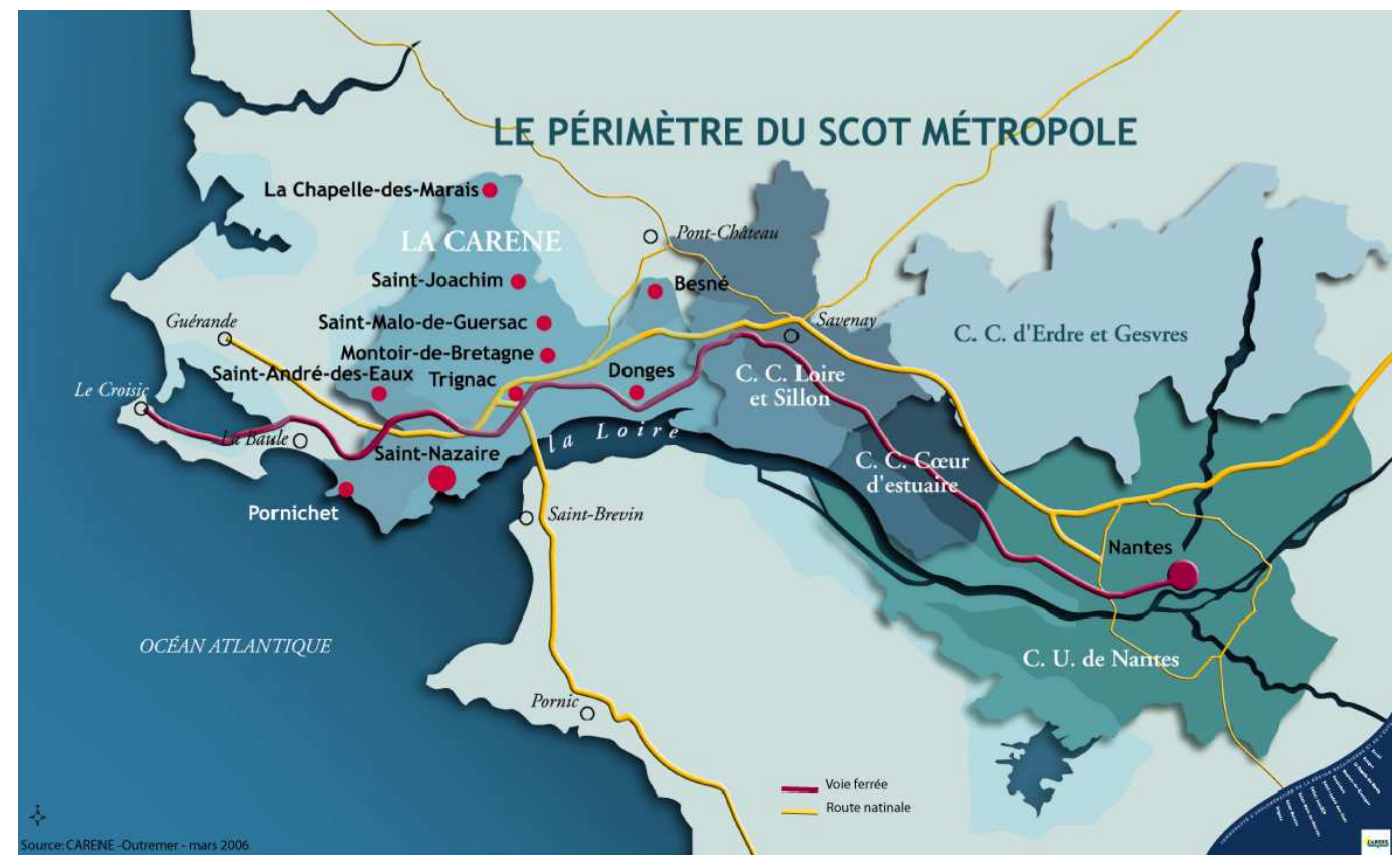 LE PÉRIMÈTRE DU SCOT MÉTROPOLE
La Chapelle-des-Marais
LA CARENE
Pont-Château
Saint-Joachim
Besné
Saint-Malo-de-Guersac
Guérande
Savenay
C. C. d'Erdre et Gesvres
Montoir-de-Bretagne
Saint-André-des-Eaux
Trignac
Donges
C. C. Loire
et Sillon
Le Croisic
La Baule
la Loire
Saint-Nazaire
C. C. Cœur
d'estuaire
Pornichet
Saint-Brevin
Nantes
OCÉAN ATLANTIQUE
C. U. de Nantes
Pornic
Voie ferrée
Route natinale
Source: CARENE -Outremer - mars 2006